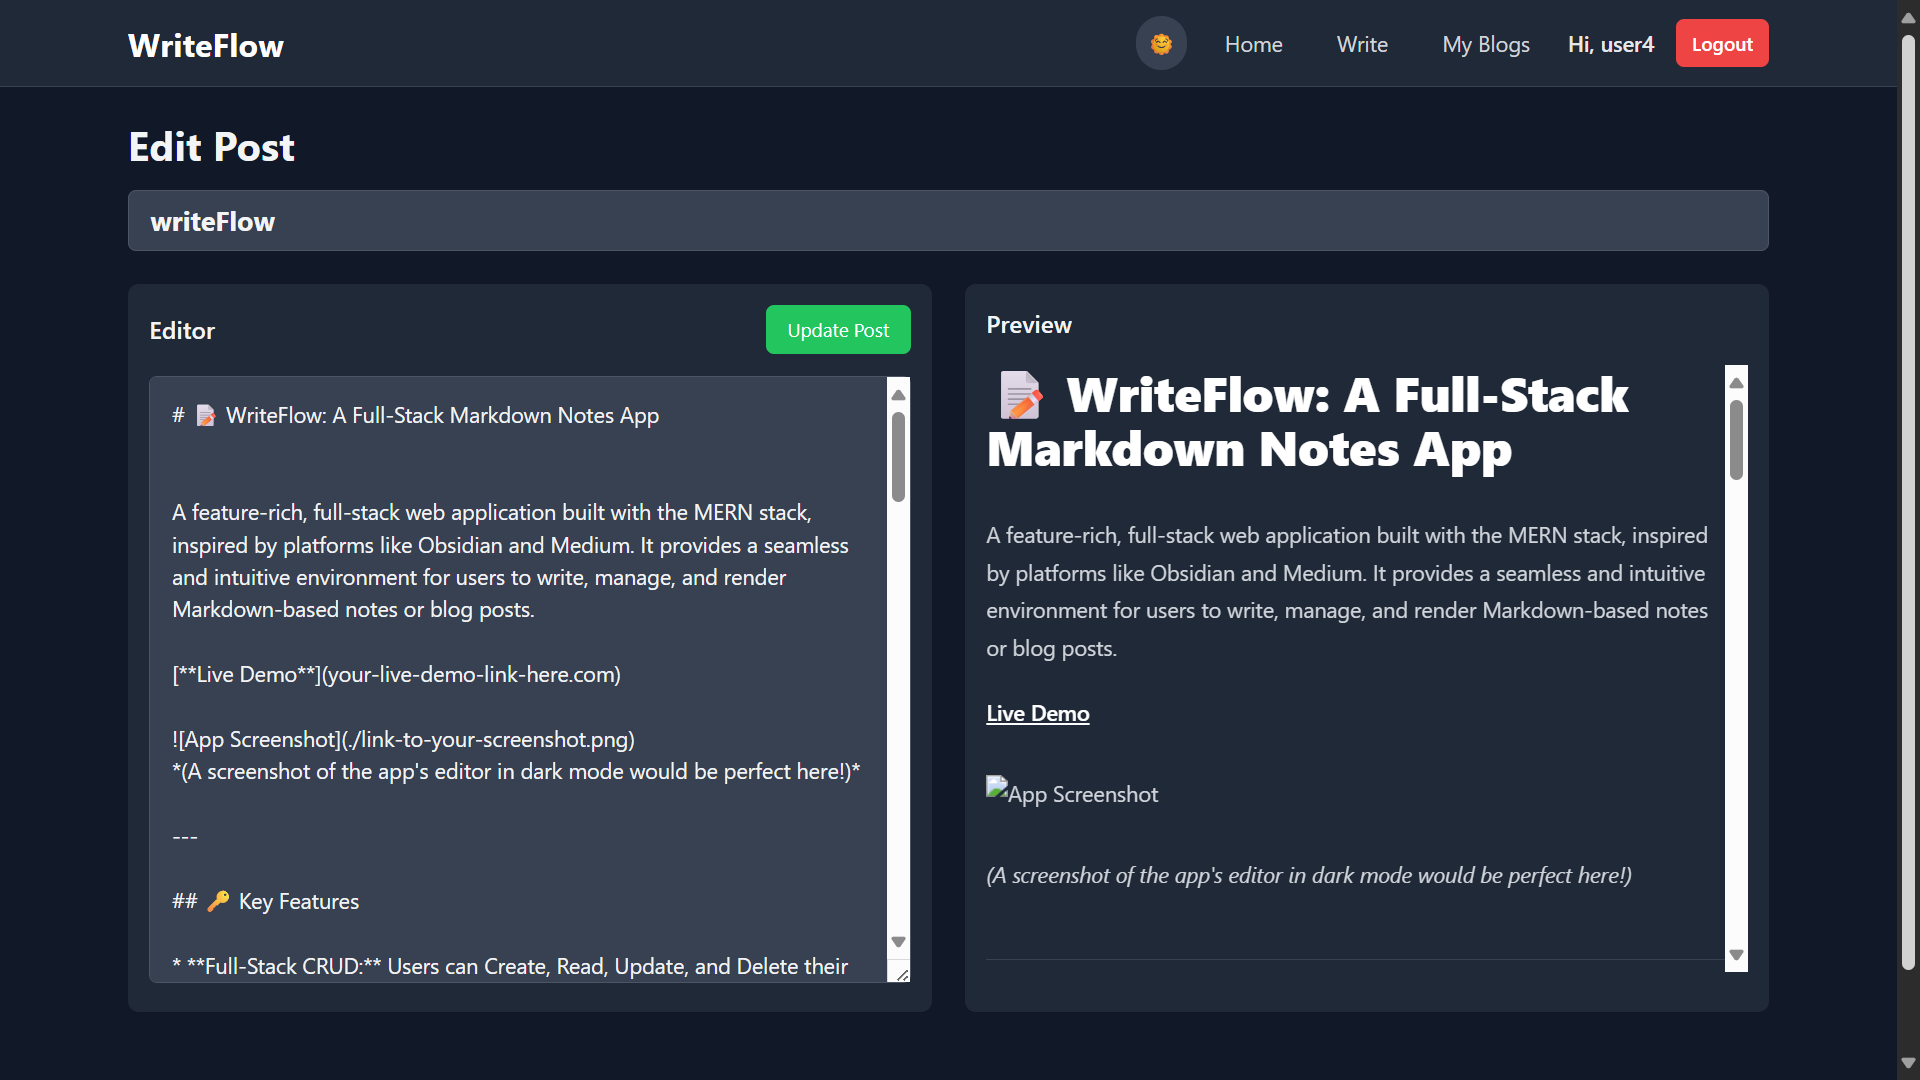 WriteFlow
🌞 Home Write My Blogs Hi, user4 Logout
Edit Post
writeFlow
Editor
Update Post
# 📝 WriteFlow: A Full-Stack Markdown Notes App
A feature-rich, full-stack web application built with the MERN stack,
inspired by platforms like Obsidian and Medium. It provides a seamless
and intuitive environment for users to write, manage, and render
Markdown-based notes or blog posts.
[**Live Demo**](your-live-demo-link-here.com)
![App Screenshot](./link-to-your-screenshot.png)
*(A screenshot of the app's editor in dark mode would be perfect here!)*
---
## 🔑 Key Features
* **Full-Stack CRUD:** Users can Create, Read, Update, and Delete their
Preview
📝 WriteFlow: A Full-Stack
Markdown Notes App
A feature-rich, full-stack web application built with the MERN stack, inspired
by platforms like Obsidian and Medium. It provides a seamless and intuitive
environment for users to write, manage, and render Markdown-based notes
or blog posts.
Live Demo
App Screenshot
(A screenshot of the app's editor in dark mode would be perfect here!)